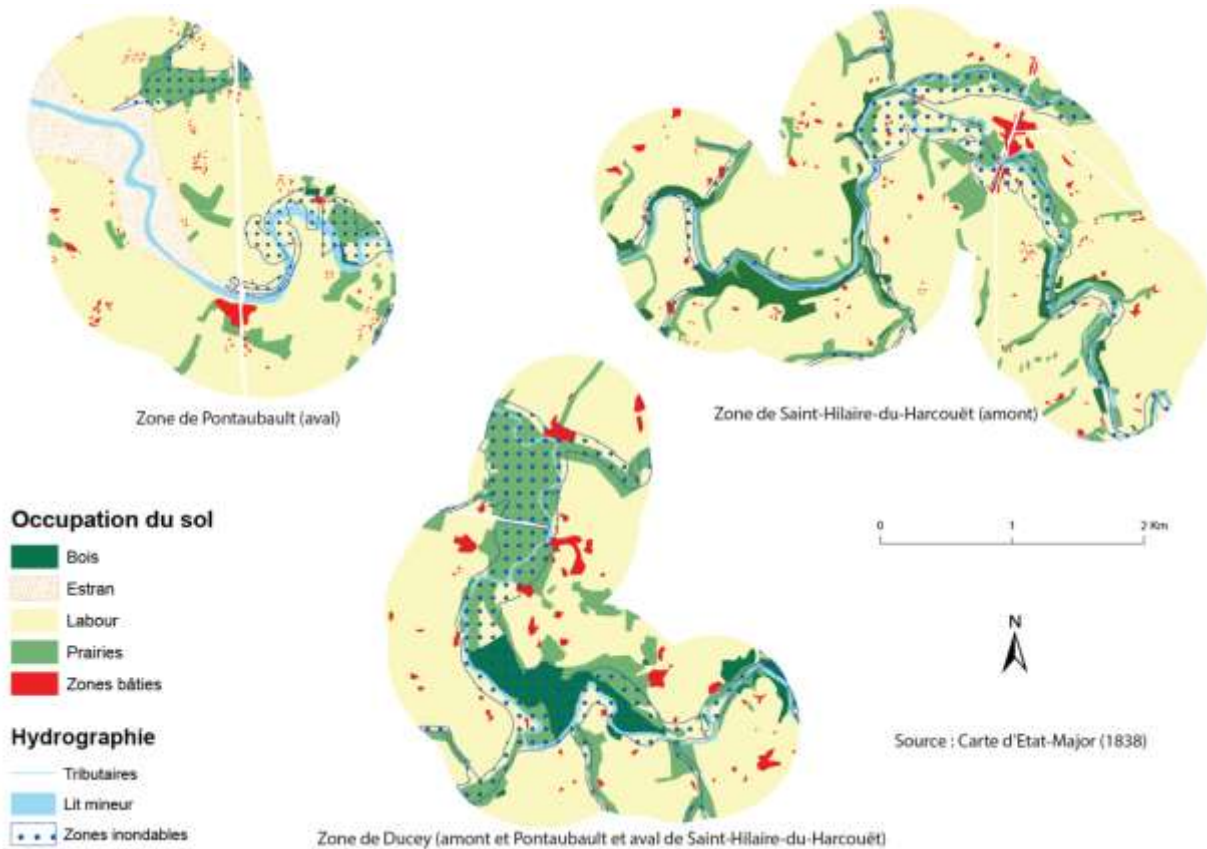 Zone de Pontaubault (aval)
Zone de Saint-Hilaire-du-Harcouët (amont)
Occupation du sol
Bois
Estran
Labour
Prairies
Zones bâties
Hydrographie
Tributaires
Lit mineur
Zones inondables
0 1 2 Km
N
Source : Carte d'Etat-Major (1838)
Zone de Ducey (amont et Pontaubault et aval de Saint-Hilaire-du-Harcouët)